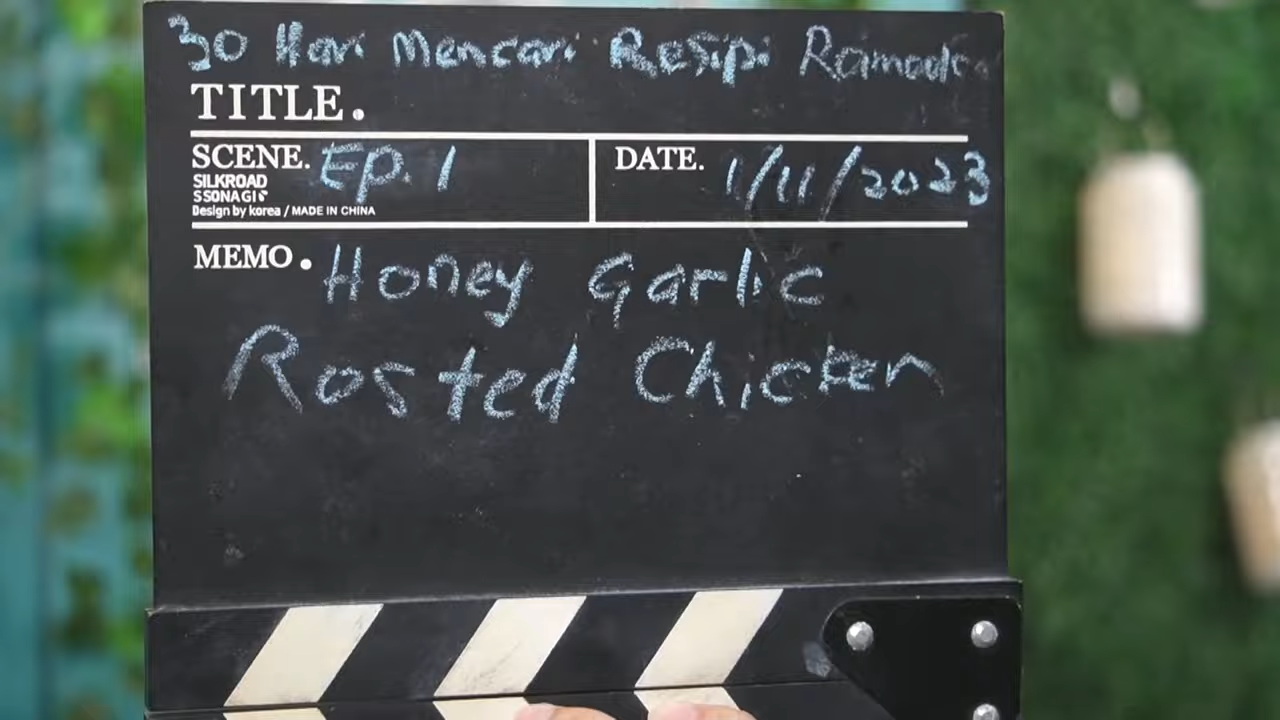 30 Hari Mencari Resipi Ramadan
TITLE.
SCENE. EP. 1
DATE. 1/11/2023
SILKROAD
SSONAGI
Design by korea / MADE IN CHINA
MEMO. Honey Garlic
Rosted Chicken